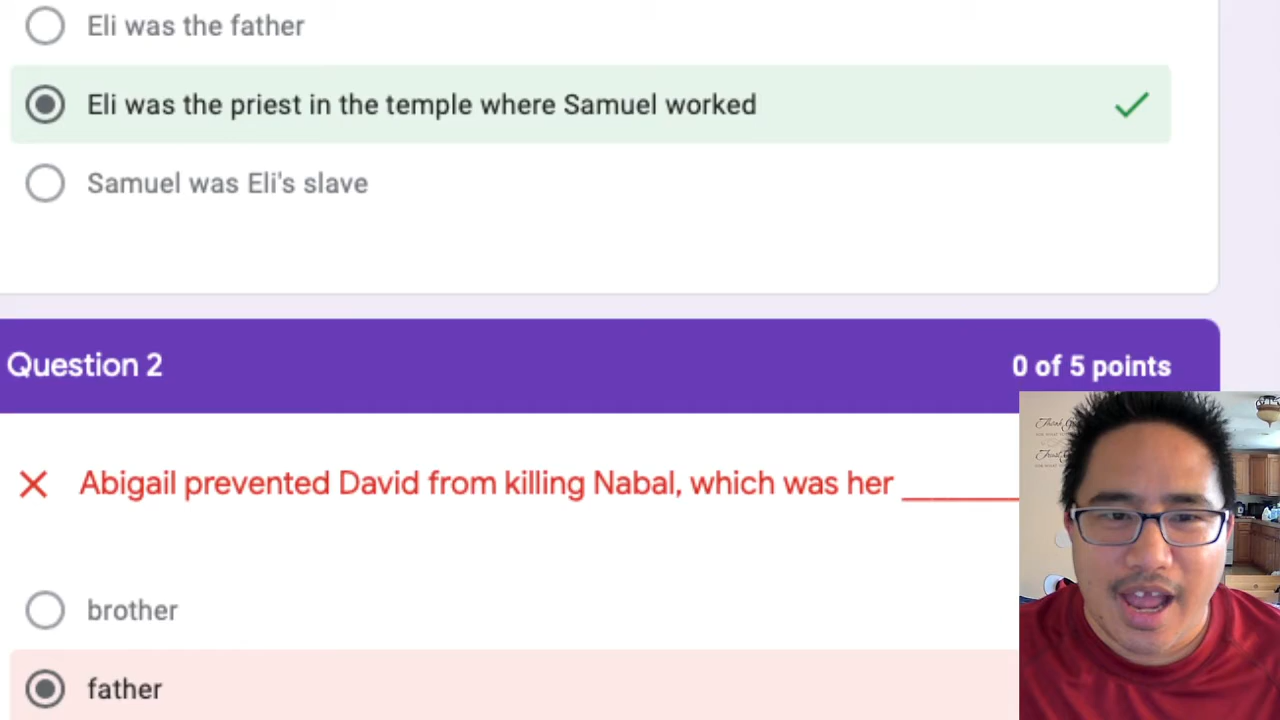 Eli was the father
Eli was the priest in the temple where Samuel worked
Samuel was Eli's slave
Question 2
0 of 5 points
Abigail prevented David from killing Nabal, which was her ________
brother
father